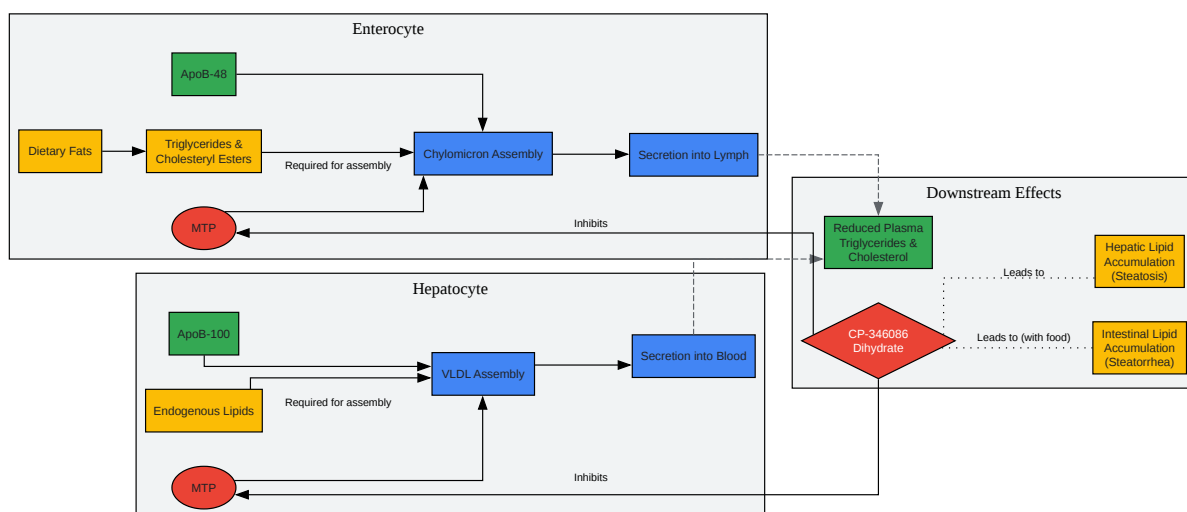 Enterocyte
ApoB-48
Dietary Fats
Triglycerides &
Cholesteryl Esters
Required for assembly
Chylomicron Assembly
Secretion into Lymph
MTP
Inhibits
Downstream Effects
Reduced Plasma
Triglycerides &
Cholesterol
Hepatic Lipid
Accumulation
(Steatosis)
Leads to
CP-346086
Dihydrate
Leads to (with food)
Intestinal Lipid
Accumulation
(Steatorrhea)
Hepatocyte
ApoB-100
Endogenous Lipids
Required for assembly
VLDL Assembly
Secretion into Blood
MTP
Inhibits